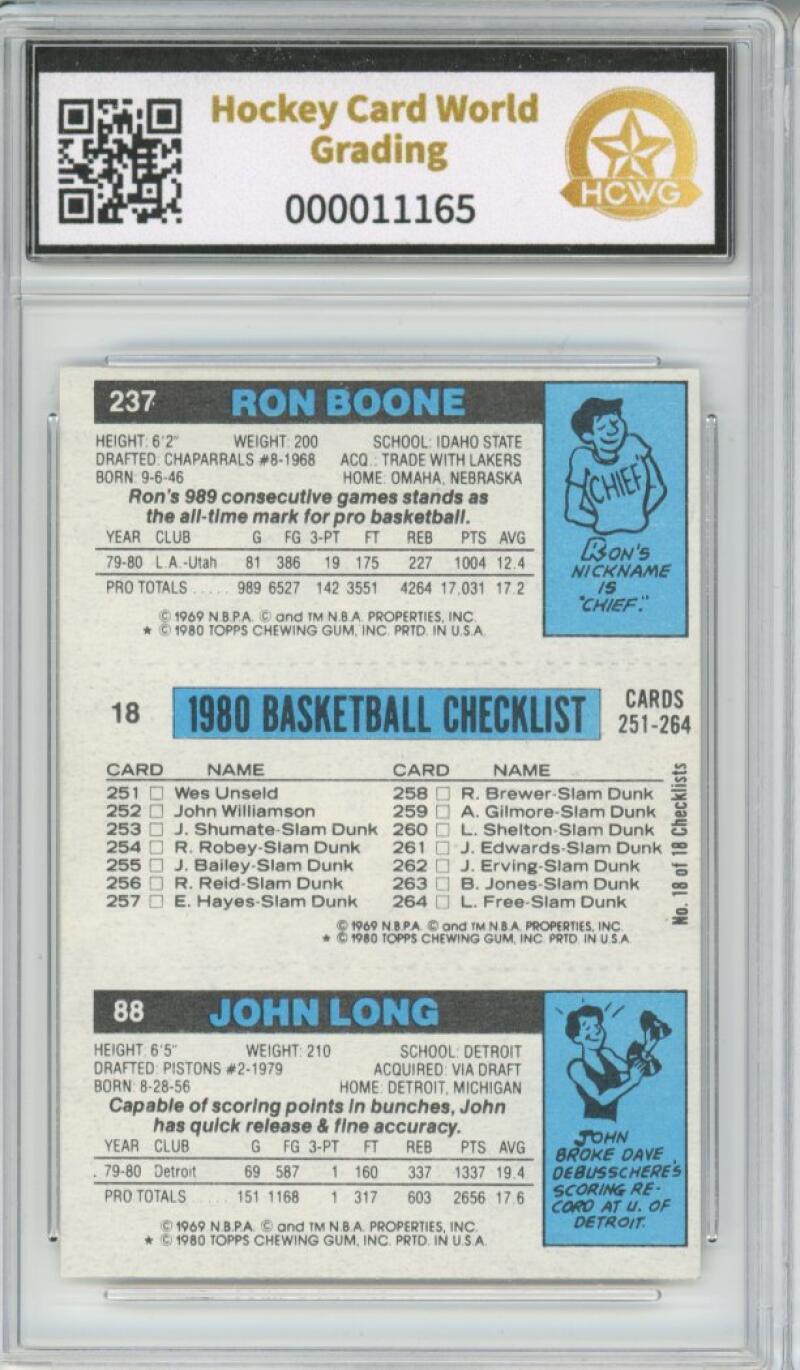 Hockey Card World
Grading
000011165
HCWG
237 RON BOONE
HEIGHT: 6'2" WEIGHT: 200 SCHOOL: IDAHO STATE
DRAFTED: CHAPARRALS #8-1968 ACQ.: TRADE WITH LAKERS
BORN: 9-6-46 HOME: OMAHA, NEBRASKA
Ron's 989 consecutive games stands as
the all-time mark for pro basketball.
YEAR CLUB G FG 3-PT FT REB PTS AVG
79-80 L.A.-Utah 81 386 19 175 227 1004 12.4
PRO TOTALS ..... 989 6527 142 3551 4264 17,031 17.2
© 1969 N.B.P.A. © and TM N.B.A. PROPERTIES, INC.
★ © 1980 TOPPS CHEWING GUM, INC. PRTD. IN U.S.A.
CHIEF
RON'S
NICKNAME
IS
"CHIEF."
18 1980 BASKETBALL CHECKLIST CARDS
251-264
CARD NAME CARD NAME
251 □ Wes Unseld 258 □ R. Brewer-Slam Dunk
252 □ John Williamson 259 □ A. Gilmore-Slam Dunk
253 □ J. Shumate-Slam Dunk 260 □ L. Shelton-Slam Dunk
254 □ R. Robey-Slam Dunk 261 □ J. Edwards-Slam Dunk
255 □ J. Bailey-Slam Dunk 262 □ J. Erving-Slam Dunk
256 □ R. Reid-Slam Dunk 263 □ B. Jones-Slam Dunk
257 □ E. Hayes-Slam Dunk 264 □ L. Free-Slam Dunk
No. 18 of 18 Checklists
© 1969 N.B.P.A. © and TM N.B.A. PROPERTIES, INC.
★ © 1980 TOPPS CHEWING GUM, INC. PRTD. IN U.S.A.
88 JOHN LONG
HEIGHT: 6'5" WEIGHT: 210 SCHOOL: DETROIT
DRAFTED: PISTONS #2-1979 ACQUIRED: VIA DRAFT
BORN: 8-28-56 HOME: DETROIT, MICHIGAN
Capable of scoring points in bunches, John
has quick release & fine accuracy.
YEAR CLUB G FG 3-PT FT REB PTS AVG
79-80 Detroit 69 587 1 160 337 1337 19.4
PRO TOTALS ..... 151 1168 1 317 603 2656 17.6
© 1969 N.B.P.A. © and TM N.B.A. PROPERTIES, INC.
★ © 1980 TOPPS CHEWING GUM, INC. PRTD. IN U.S.A.
JOHN
BROKE DAVE
DEBUSSCHERE'S
SCORING RE-
CORD AT U. OF
DETROIT.